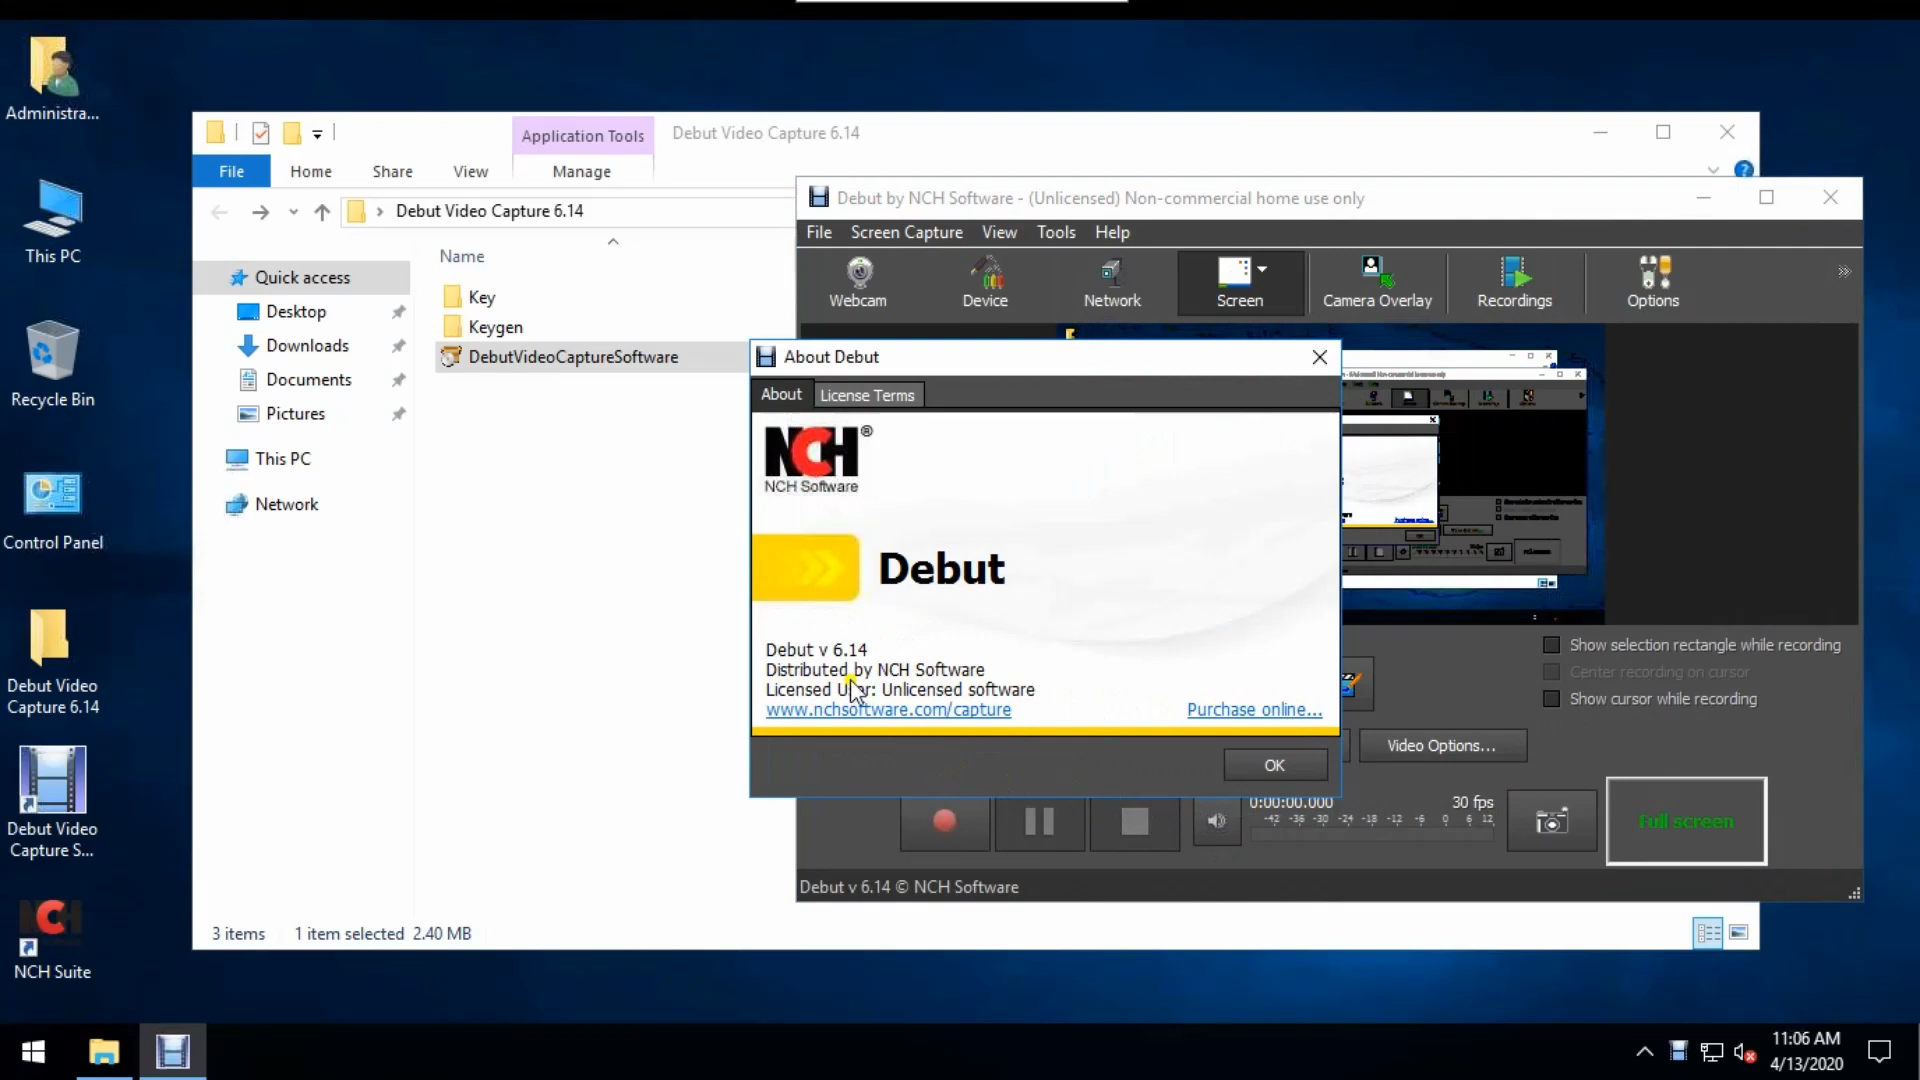 Administra...
This PC
Recycle Bin
Control Panel
Debut Video
Capture 6.14
Debut Video
Capture S...
NCH Suite
Application Tools
Debut Video Capture 6.14
File
Home
Share
View
Manage
Debut Video Capture 6.14
Name
Quick access
Desktop
Downloads
Documents
Pictures
This PC
Network
Key
Keygen
DebutVideoCaptureSoftware
3 items
1 item selected 2.40 MB
Debut by NCH Software - (Unlicensed) Non-commercial home use only
File
Screen Capture
View
Tools
Help
Webcam
Device
Network
Screen
Camera Overlay
Recordings
Options
About Debut
About
License Terms
NCH®
NCH Software
Debut
Debut v 6.14
Distributed by NCH Software
Licensed User: Unlicensed software
www.nchsoftware.com/capture
Purchase online...
OK
Show selection rectangle while recording
Center recording on cursor
Show cursor while recording
Video Options...
0:00:00.000
30 fps
-42 -36 -30 -24 -18 -12 -6 0 6 12
Full screen
Debut v 6.14 © NCH Software
11:06 AM
4/13/2020